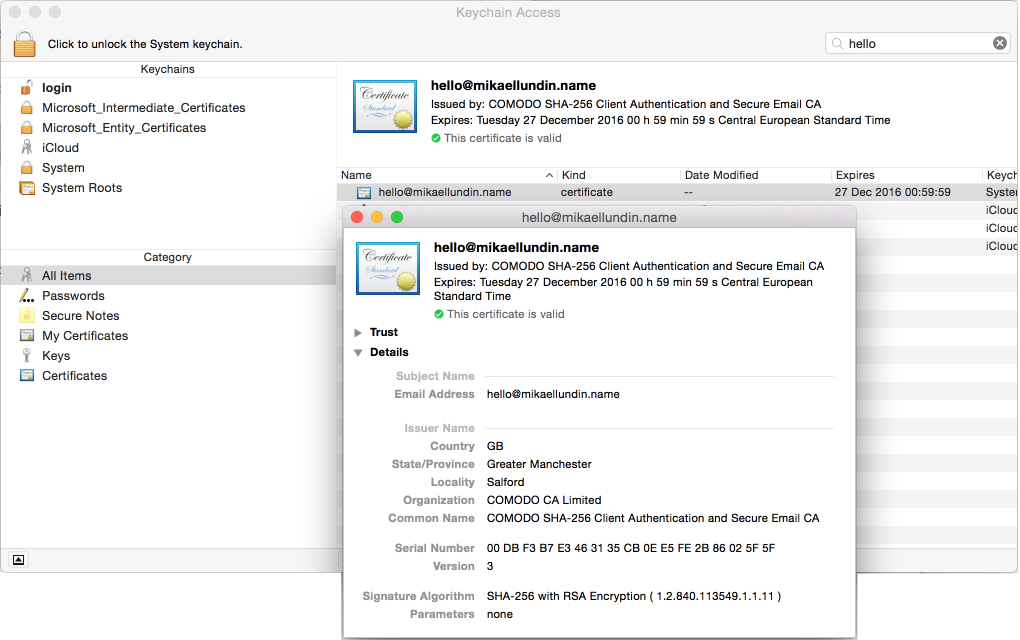 Keychain Access
Click to unlock the System keychain.
hello
Keychains
login
Microsoft_Intermediate_Certificates
Microsoft_Entity_Certificates
iCloud
System
System Roots
Category
All Items
Passwords
Secure Notes
My Certificates
Keys
Certificates
Certificate
Standard
hello@mikaellundin.name
Issued by: COMODO SHA-256 Client Authentication and Secure Email CA
Expires: Tuesday 27 December 2016 00 h 59 min 59 s Central European Standard Time
This certificate is valid
Name Kind Date Modified Expires Keych
hello@mikaellundin.name certificate -- 27 Dec 2016 00:59:59 Syste
iCloud
iCloud
iCloud
hello@mikaellundin.name
Certificate
Standard
hello@mikaellundin.name
Issued by: COMODO SHA-256 Client Authentication and Secure Email CA
Expires: Tuesday 27 December 2016 00 h 59 min 59 s Central European
Standard Time
This certificate is valid
Trust
Details
Subject Name
Email Address hello@mikaellundin.name
Issuer Name
Country GB
State/Province Greater Manchester
Locality Salford
Organization COMODO CA Limited
Common Name COMODO SHA-256 Client Authentication and Secure Email CA
Serial Number 00 DB F3 B7 E3 46 31 35 CB 0E E5 FE 2B 86 02 5F 5F
Version 3
Signature Algorithm SHA-256 with RSA Encryption ( 1.2.840.113549.1.1.11 )
Parameters none